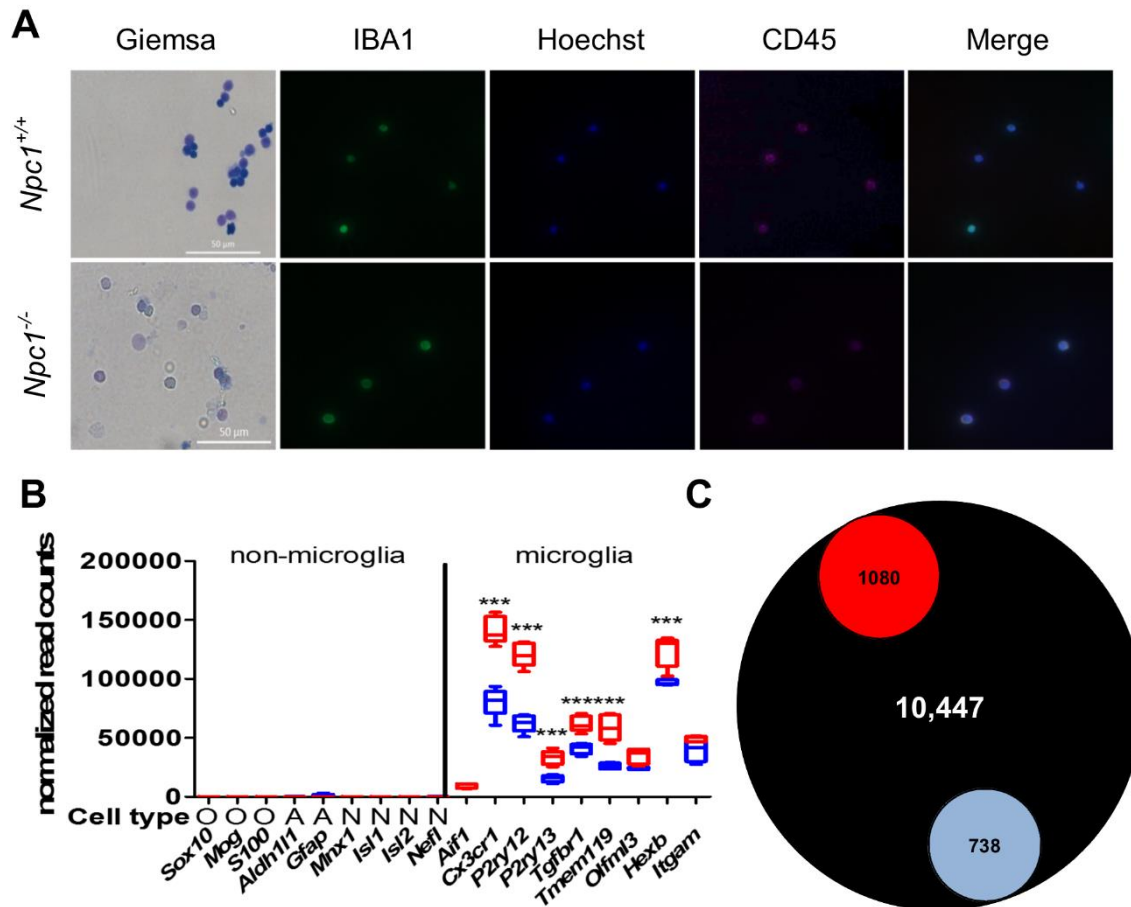 A
Giemsa IBA1 Hoechst CD45 Merge
Npc1+/+
50 µm
Npc1-/-
50 µm
B
C
normalized read counts
non-microglia microglia
200000
150000
100000
50000
0
*** *** *** *** *** ***
Cell type O O O A A N N N N
Sox10 Mog S100 Aldh1l1 Gfap Mnx1 Isl1 Isl2 Nefl Aif1 Cx3cr1 P2ry12 P2ry13 Tgfbr1 Tmem119 Olfml3 Hexb Itgam
1080
10,447
738